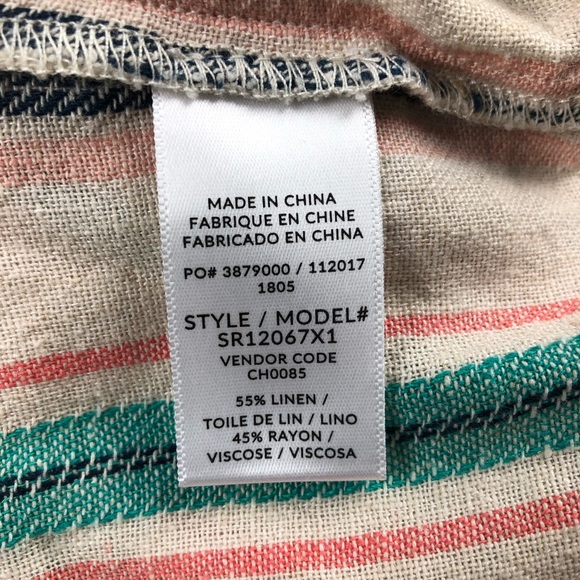 MADE IN CHINA
FABRIQUE EN CHINE
FABRICADO EN CHINA
PO# 3879000 / 112017
1805
STYLE / MODEL#
SR12067X1
VENDOR CODE
CH0085
55% LINEN /
TOILE DE LIN / LINO
45% RAYON /
VISCOSE / VISCOSA